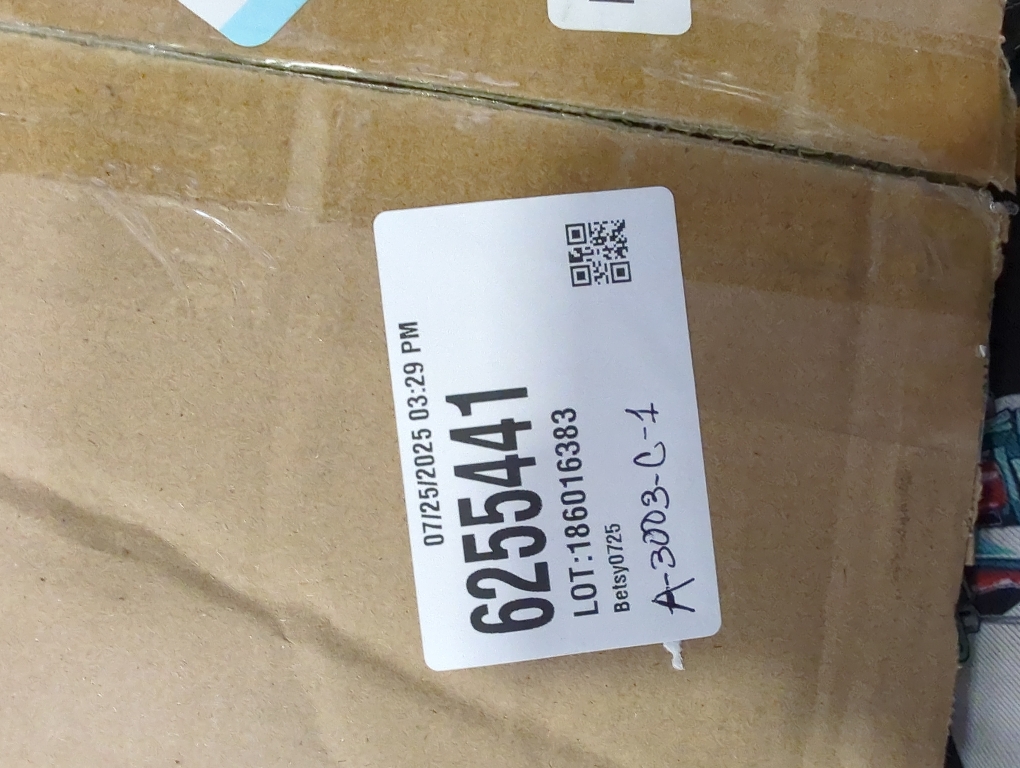 07/25/2025 03:29 PM
6255441
LOT:186016383
Betsy0725
A-3003-C-1